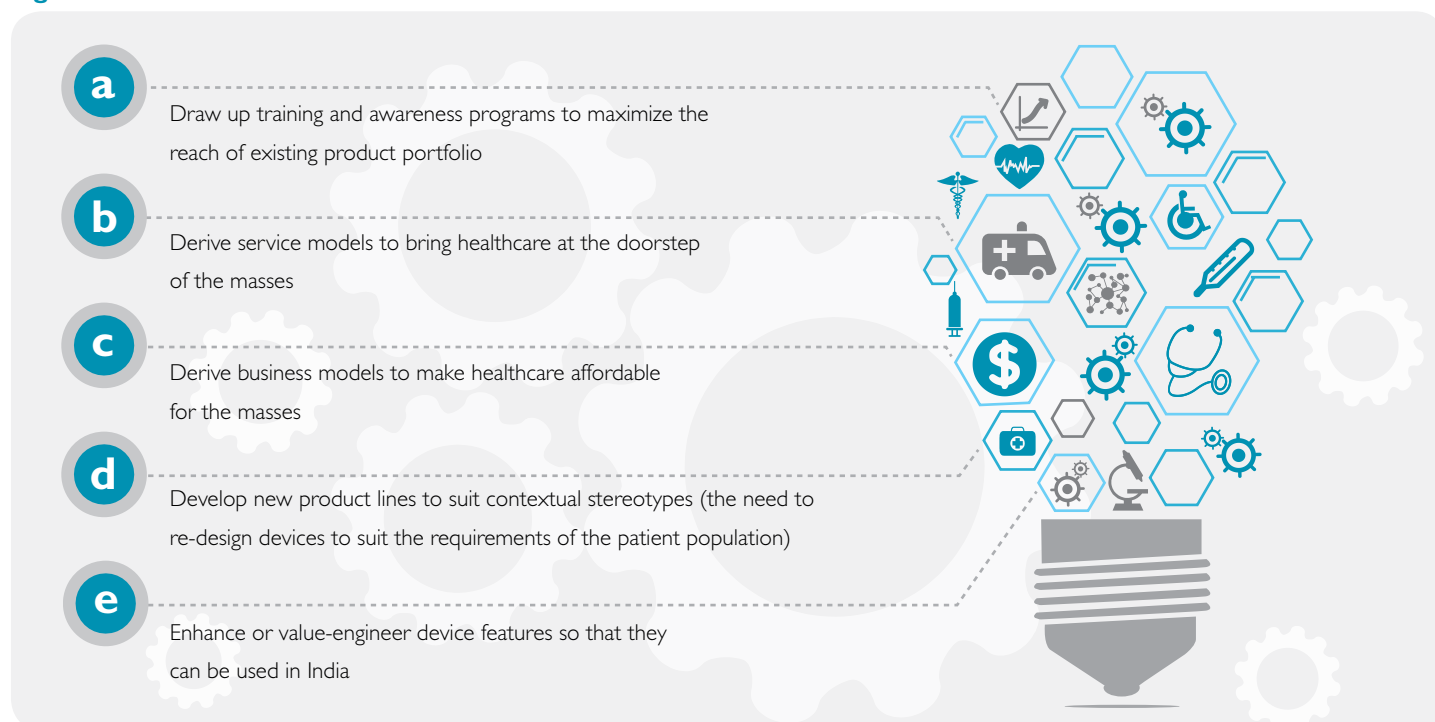 a
Draw up training and awareness programs to maximize the
reach of existing product portfolio
b
Derive service models to bring healthcare at the doorstep
of the masses
c
Derive business models to make healthcare affordable
for the masses
$
d
Develop new product lines to suit contextual stereotypes (the need to
re-design devices to suit the requirements of the patient population)
e
Enhance or value-engineer device features so that they
can be used in India